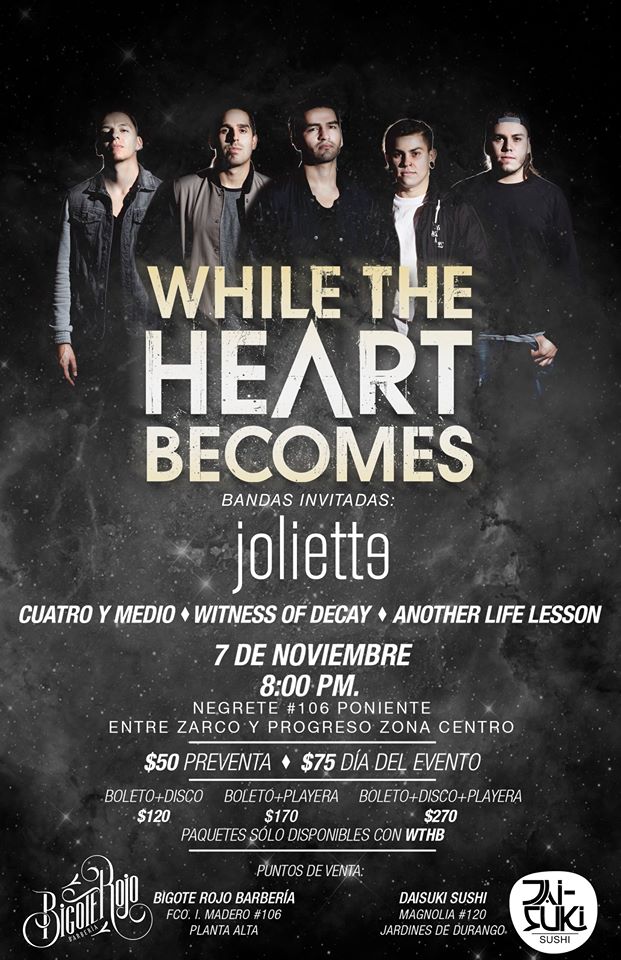 WHILE THE
HEART
BECOMES
BANDAS INVITADAS:
joliette
CUATRO Y MEDIO ♦ WITNESS OF DECAY ♦ ANOTHER LIFE LESSON
7 DE NOVIEMBRE
8:00 PM.
NEGRETE #106 PONIENTE
ENTRE ZARCO Y PROGRESO ZONA CENTRO
$50 PREVENTA ♦ $75 DÍA DEL EVENTO
BOLETO+DISCO BOLETO+PLAYERA BOLETO+DISCO+PLAYERA
$120 $170 $270
PAQUETES SÓLO DISPONIBLES CON WTHB
PUNTOS DE VENTA:
BIGOTE ROJO
BARBERÍA
BIGOTE ROJO BARBERÍA
FCO. I. MADERO #106
PLANTA ALTA
DAISUKI SUSHI
MAGNOLIA #120
JARDINES DE DURANGO
DAI-
SUKI
SUSHI